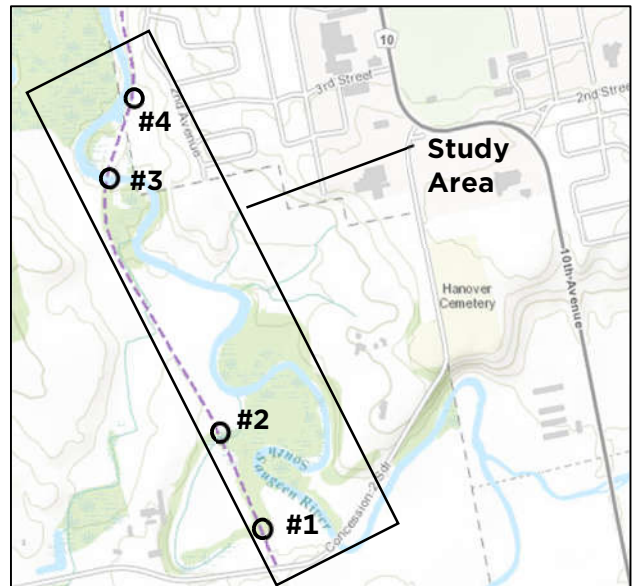 10
3rd Street
2nd Street
2nd Avenue
#4
Study
Area
#3
10th Avenue
Hanover
Cemetery
#2
South
Saugeen River
Concession 2 Sdr
#1